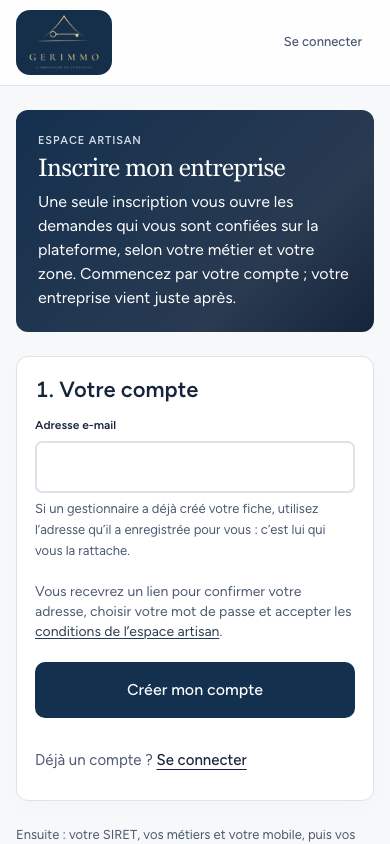 GERIMMO
Se connecter
ESPACE ARTISAN
Inscrire mon entreprise
Une seule inscription vous ouvre les
demandes qui vous sont confiées sur la
plateforme, selon votre métier et votre
zone. Commencez par votre compte ; votre
entreprise vient juste après.
1. Votre compte
Adresse e-mail
Si un gestionnaire a déjà créé votre fiche, utilisez
l’adresse qu’il a enregistrée pour vous : c’est lui qui
vous la rattache.
Vous recevrez un lien pour confirmer votre
adresse, choisir votre mot de passe et accepter les
conditions de l’espace artisan.
Créer mon compte
Déjà un compte ? Se connecter
Ensuite : votre SIRET, vos métiers et votre mobile, puis vos